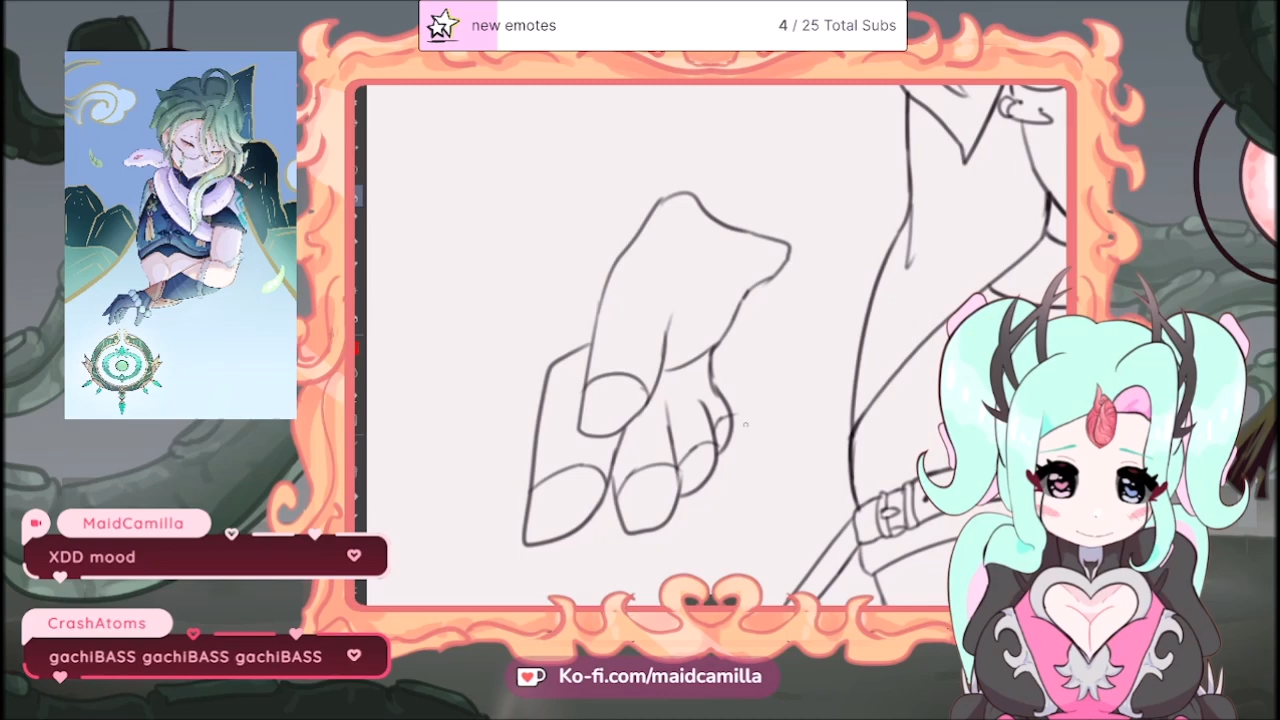 new emotes
4 / 25 Total Subs
MaidCamilla
XDD mood
CrashAtoms
gachiBASS gachiBASS gachiBASS
Ko-fi.com/maidcamilla